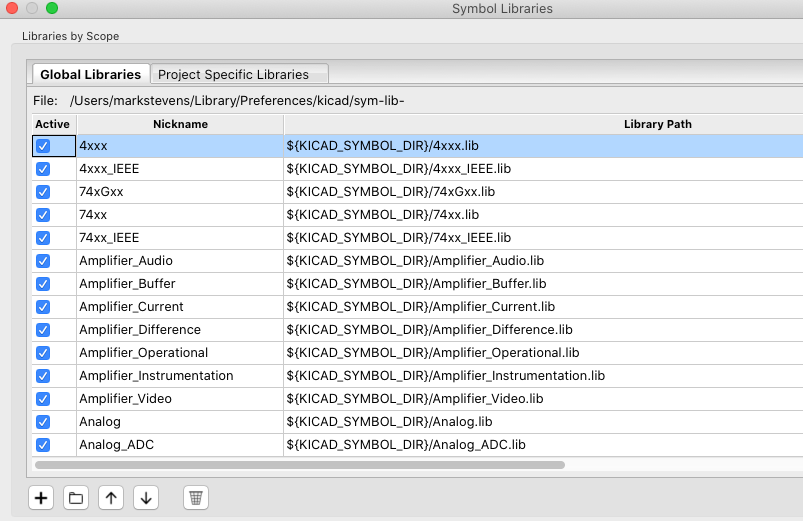 Symbol Libraries
Libraries by Scope
Global Libraries Project Specific Libraries
File: /Users/markstevens/Library/Preferences/kicad/sym-lib-
Active Nickname Library Path
4xxx ${KICAD_SYMBOL_DIR}/4xxx.lib
4xxx_IEEE ${KICAD_SYMBOL_DIR}/4xxx_IEEE.lib
74xGxx ${KICAD_SYMBOL_DIR}/74xGxx.lib
74xx ${KICAD_SYMBOL_DIR}/74xx.lib
74xx_IEEE ${KICAD_SYMBOL_DIR}/74xx_IEEE.lib
Amplifier_Audio ${KICAD_SYMBOL_DIR}/Amplifier_Audio.lib
Amplifier_Buffer ${KICAD_SYMBOL_DIR}/Amplifier_Buffer.lib
Amplifier_Current ${KICAD_SYMBOL_DIR}/Amplifier_Current.lib
Amplifier_Difference ${KICAD_SYMBOL_DIR}/Amplifier_Difference.lib
Amplifier_Operational ${KICAD_SYMBOL_DIR}/Amplifier_Operational.lib
Amplifier_Instrumentation ${KICAD_SYMBOL_DIR}/Amplifier_Instrumentation.lib
Amplifier_Video ${KICAD_SYMBOL_DIR}/Amplifier_Video.lib
Analog ${KICAD_SYMBOL_DIR}/Analog.lib
Analog_ADC ${KICAD_SYMBOL_DIR}/Analog_ADC.lib